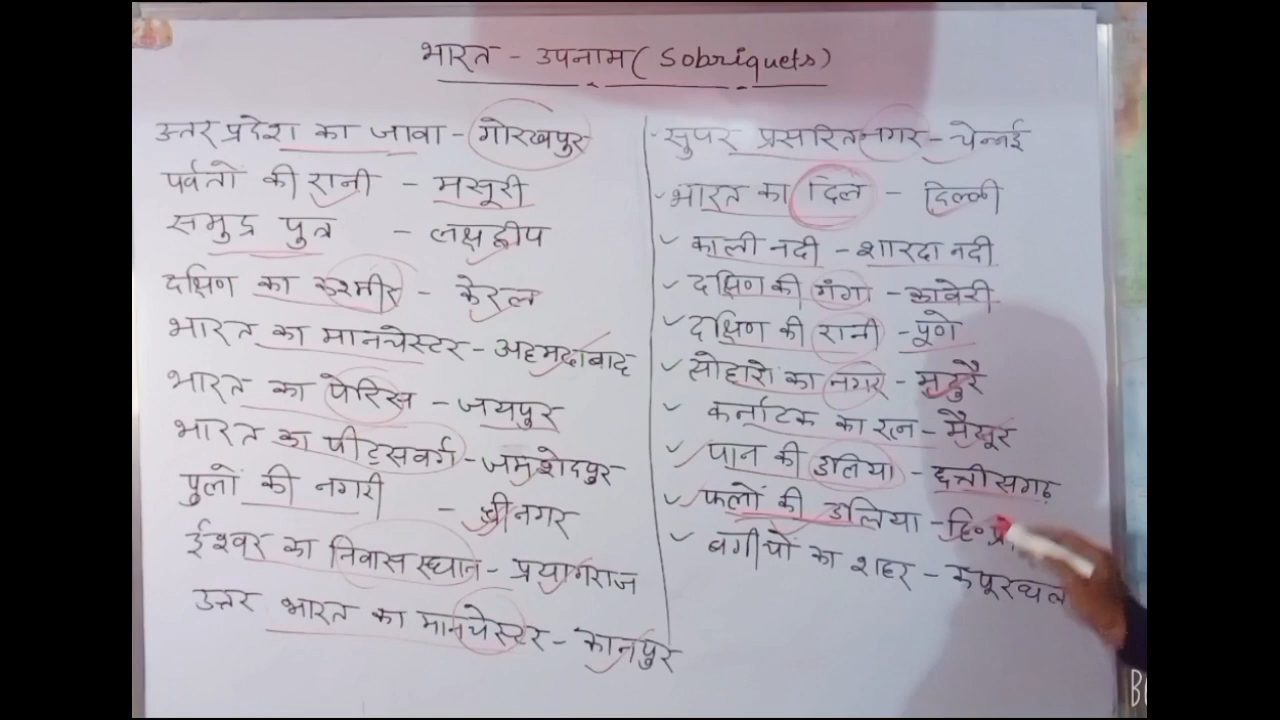 भारत - उपनाम ( Sobriquets )
उत्तर प्रदेश का जावा - गोरखपुर
पर्वतों की रानी - मसूरी
समुद्र पुत्र - लक्षद्वीप
दक्षिण का कश्मीर - केरल
भारत का मानचेस्टर - अहमदाबाद
भारत का पेरिस - जयपुर
भारत का पीट्सवर्ग - जमशेदपुर
पुलों की नगरी - श्रीनगर
ईश्वर का निवास स्थान - प्रयागराज
उत्तर भारत का मानचेस्टर - कानपुर
सुपर प्रसारित नगर - चेन्नई
भारत का दिल - दिल्ली
काली नदी - शारदा नदी
दक्षिण की गंगा - कावेरी
दक्षिण की रानी - पूणे
त्योहारो का नगर - मदुरै
कर्नाटक का रत्न - मैसूर
पान की डलिया - छत्तीसगढ़
फलों की डलिया - हि॰ प्र
बगीचों का शहर - कपूरथल